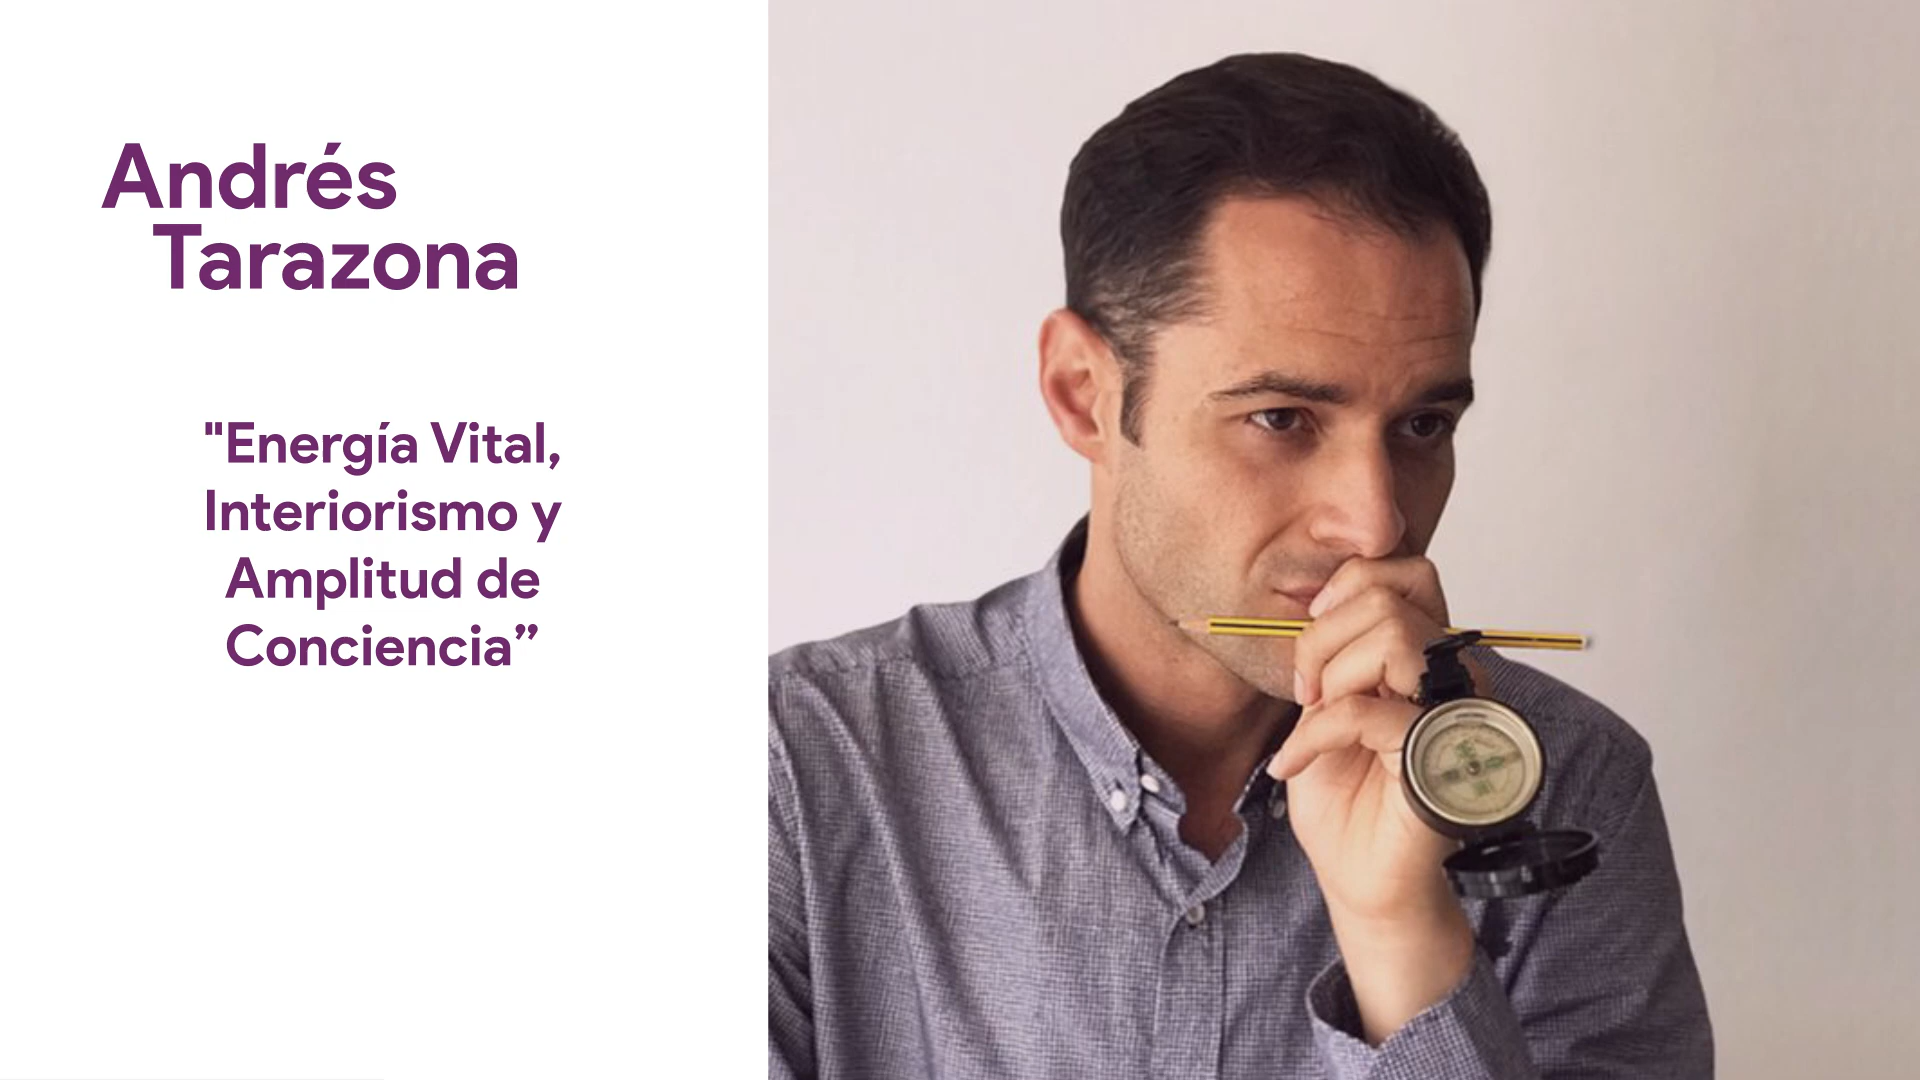 Andrés
Tarazona
"Energía Vital,
Interiorismo y
Amplitud de
Conciencia”